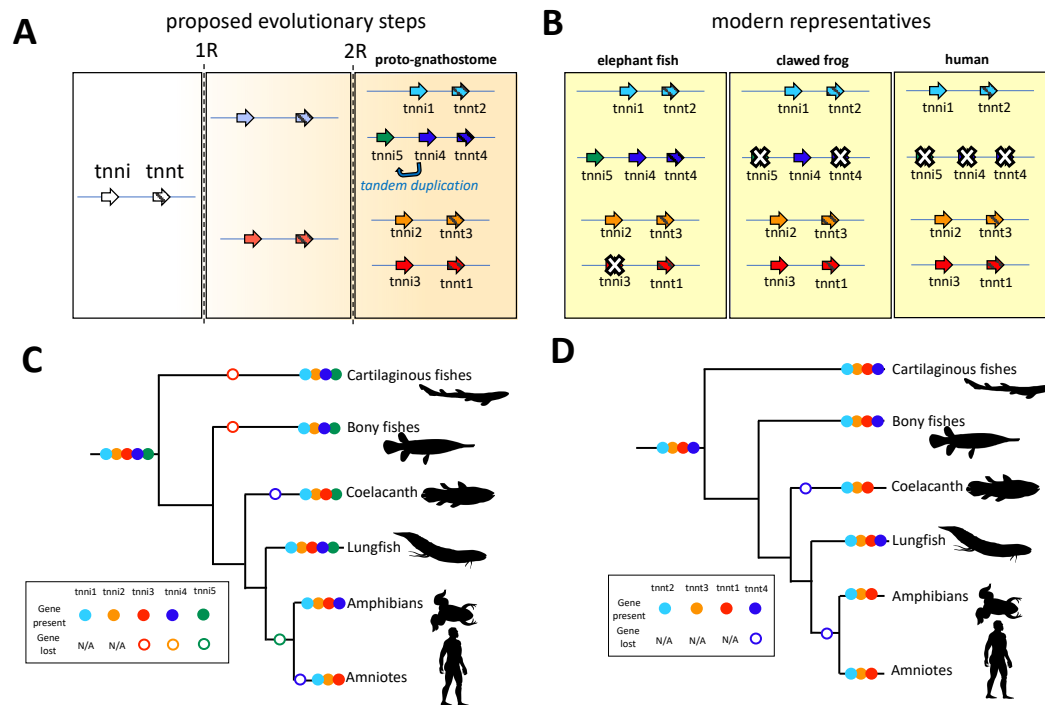 proposed evolutionary steps
modern representatives
A
B
1R
2R
proto-gnathostome
elephant fish
clawed frog
human
tnni
tnnt
tnni1
tnnt2
tnni5
tnni4
tnnt4
tandem duplication
tnni2
tnnt3
tnni3
tnnt1
tnni1
tnnt2
tnni5
tnni4
tnnt4
tnni2
tnnt3
tnni3
tnnt1
tnni1
tnnt2
tnni5
tnni4
tnnt4
tnni2
tnnt3
tnni3
tnnt1
tnni1
tnnt2
tnni5
tnni4
tnnt4
tnni2
tnnt3
tnni3
tnnt1
C
Cartilaginous fishes
Bony fishes
Coelacanth
Lungfish
Amphibians
Amniotes
tnni1 tnni2 tnni3 tnni4 tnni5
Gene present
Gene lost
N/A N/A
D
Cartilaginous fishes
Bony fishes
Coelacanth
Lungfish
Amphibians
Amniotes
tnnt2 tnnt3 tnnt1 tnnt4
Gene present
Gene lost
N/A N/A N/A